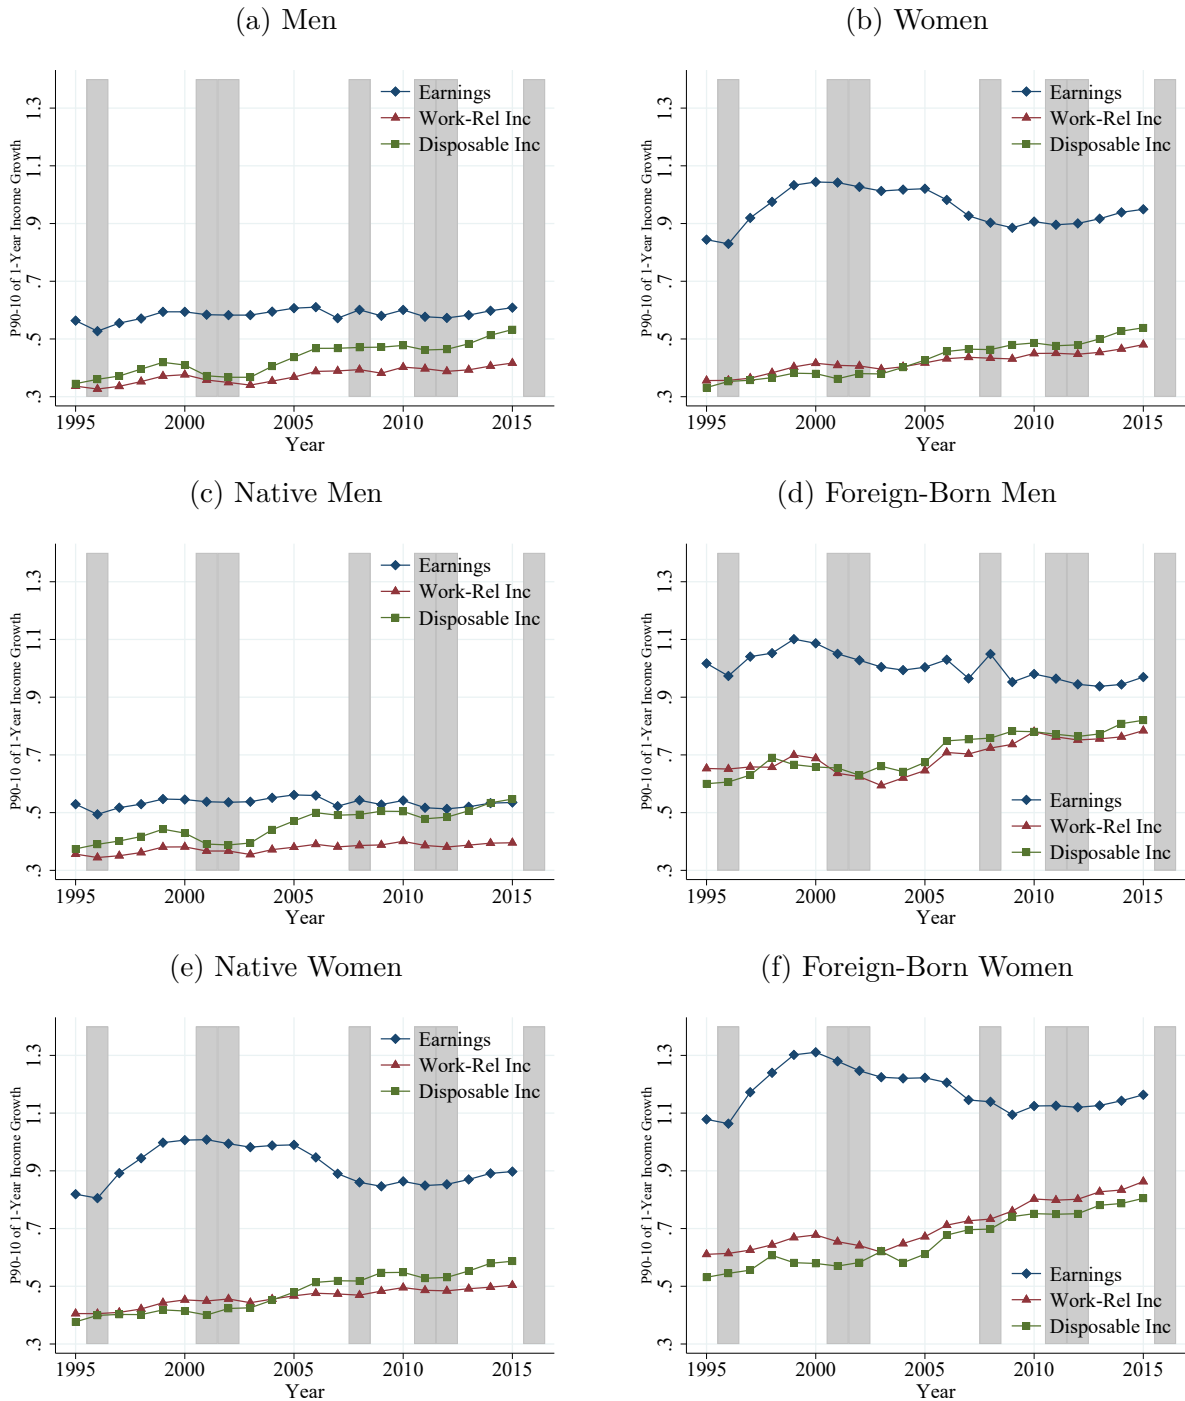 (a) Men
P90-10 of 1-Year Income Growth
1.3
1.1
.9
.7
.5
.3
Earnings
Work-Rel Inc
Disposable Inc
1995 2000 2005 2010 2015
Year
(b) Women
P90-10 of 1-Year Income Growth
1.3
1.1
.9
.7
.5
.3
Earnings
Work-Rel Inc
Disposable Inc
1995 2000 2005 2010 2015
Year
(c) Native Men
P90-10 of 1-Year Income Growth
1.3
1.1
.9
.7
.5
.3
Earnings
Work-Rel Inc
Disposable Inc
1995 2000 2005 2010 2015
Year
(d) Foreign-Born Men
P90-10 of 1-Year Income Growth
1.3
1.1
.9
.7
.5
.3
Earnings
Work-Rel Inc
Disposable Inc
1995 2000 2005 2010 2015
Year
(e) Native Women
P90-10 of 1-Year Income Growth
1.3
1.1
.9
.7
.5
.3
Earnings
Work-Rel Inc
Disposable Inc
1995 2000 2005 2010 2015
Year
(f) Foreign-Born Women
P90-10 of 1-Year Income Growth
1.3
1.1
.9
.7
.5
.3
Earnings
Work-Rel Inc
Disposable Inc
1995 2000 2005 2010 2015
Year